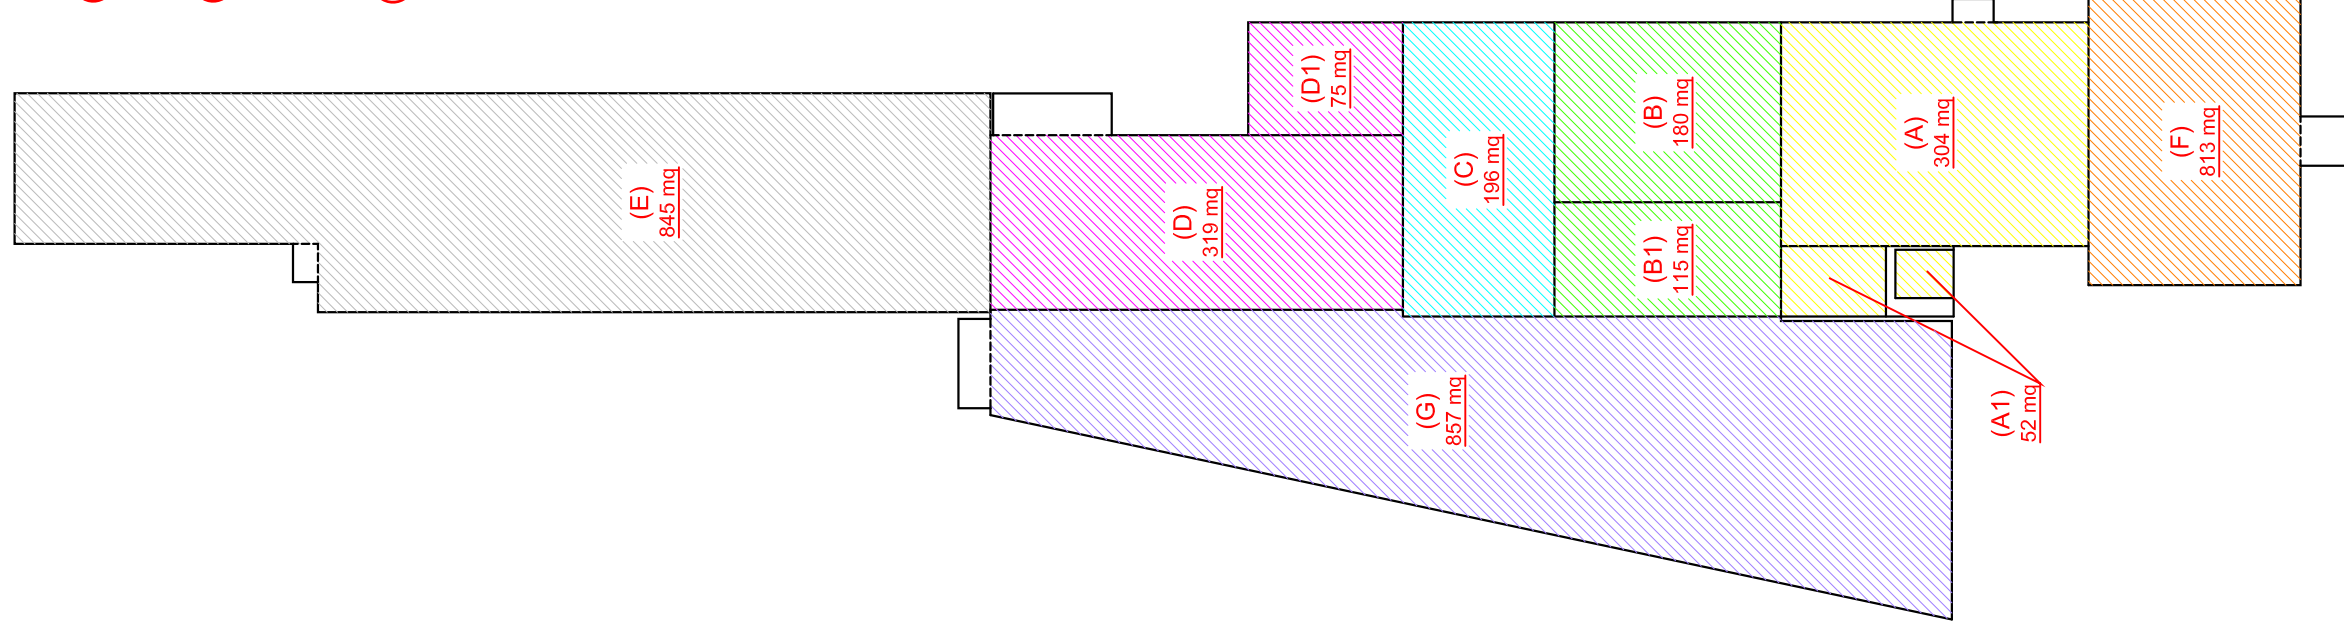 (E)
845 mq
(D)
319 mq
(D1)
75 mq
(G)
857 mq
(C)
196 mq
(B)
180 mq
(B1)
115 mq
(A)
304 mq
(A1)
52 mq
(F)
813 mq